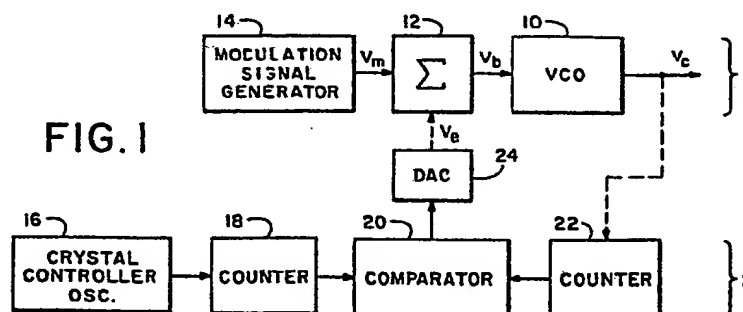 14
12
10
MODULATION
SIGNAL
GENERATOR
Vm
Σ
Vb
VCO
Vc
}
FIG. 1
Ve
DAC
24
16
18
20
22
CRYSTAL
CONTROLLER
OSC.
COUNTER
COMPARATOR
COUNTER
}